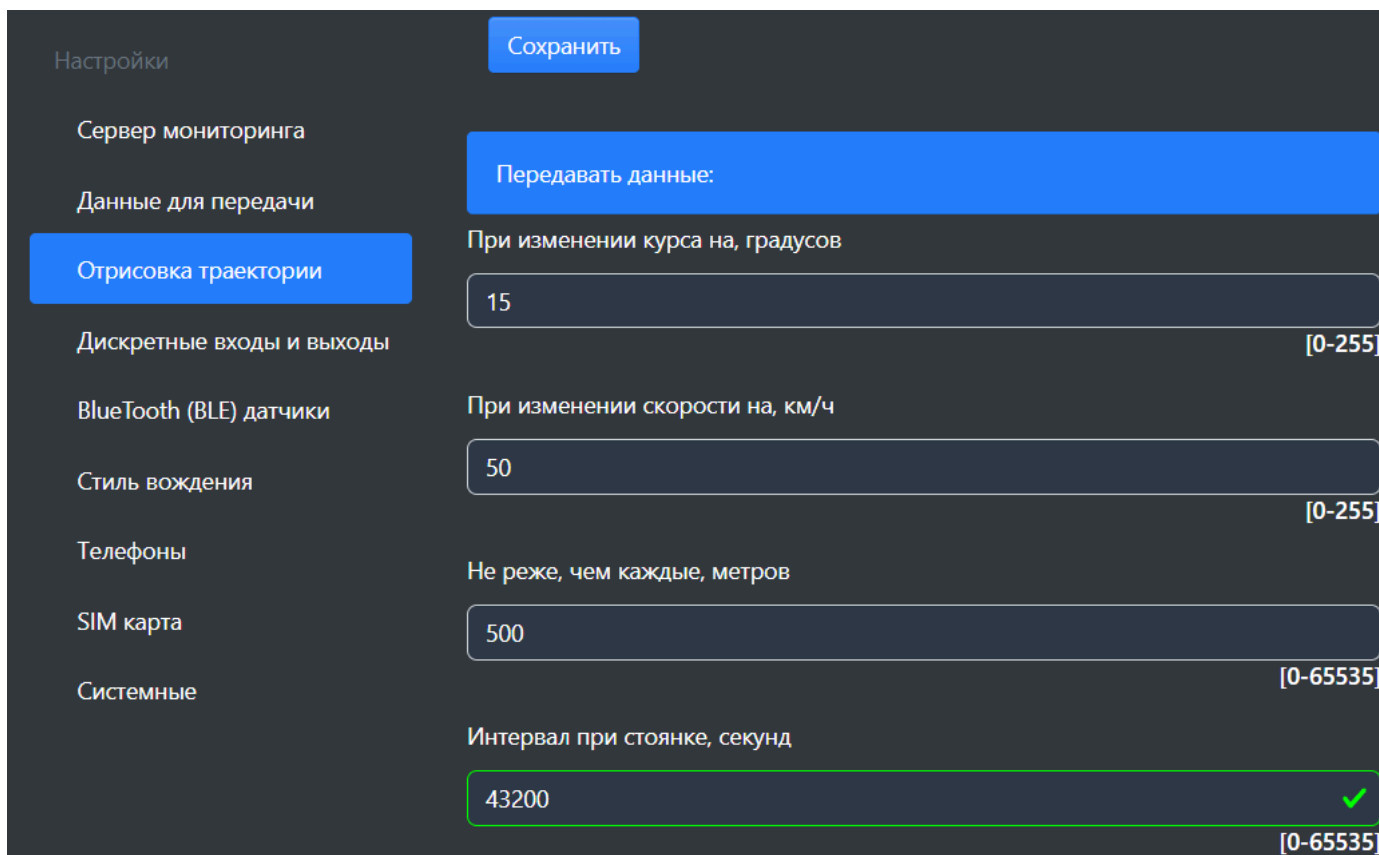 Настройки
Сервер мониторинга
Данные для передачи
Отрисовка траектории
Дискретные входы и выходы
BlueTooth (BLE) датчики
Стиль вождения
Телефоны
SIM карта
Системные
Сохранить
Передавать данные:
При изменении курса на, градусов
15
[0-255]
При изменении скорости на, км/ч
50
[0-255]
Не реже, чем каждые, метров
500
[0-65535]
Интервал при стоянке, секунд
43200
[0-65535]